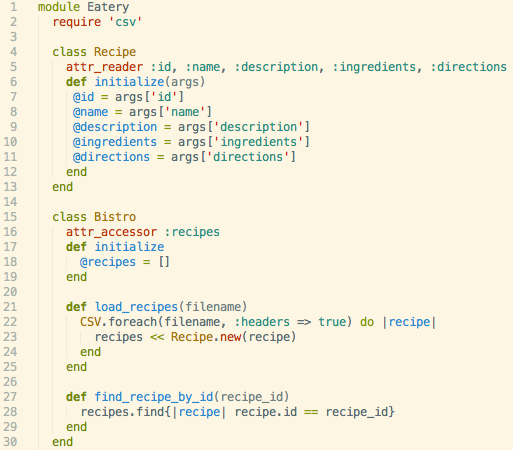 1 module Eatery
2   require 'csv'
3
4   class Recipe
5     attr_reader :id, :name, :description, :ingredients, :directions
6     def initialize(args)
7      @id = args['id']
8      @name = args['name']
9      @description = args['description']
10      @ingredients = args['ingredients']
11      @directions = args['directions']
12     end
13   end
14
15   class Bistro
16     attr_accessor :recipes
17     def initialize
18       @recipes = []
19     end
20
21     def load_recipes(filename)
22       CSV.foreach(filename, :headers => true) do |recipe|
23         recipes << Recipe.new(recipe)
24       end
25     end
26
27     def find_recipe_by_id(recipe_id)
28       recipes.find{|recipe| recipe.id == recipe_id}
29     end
30   end